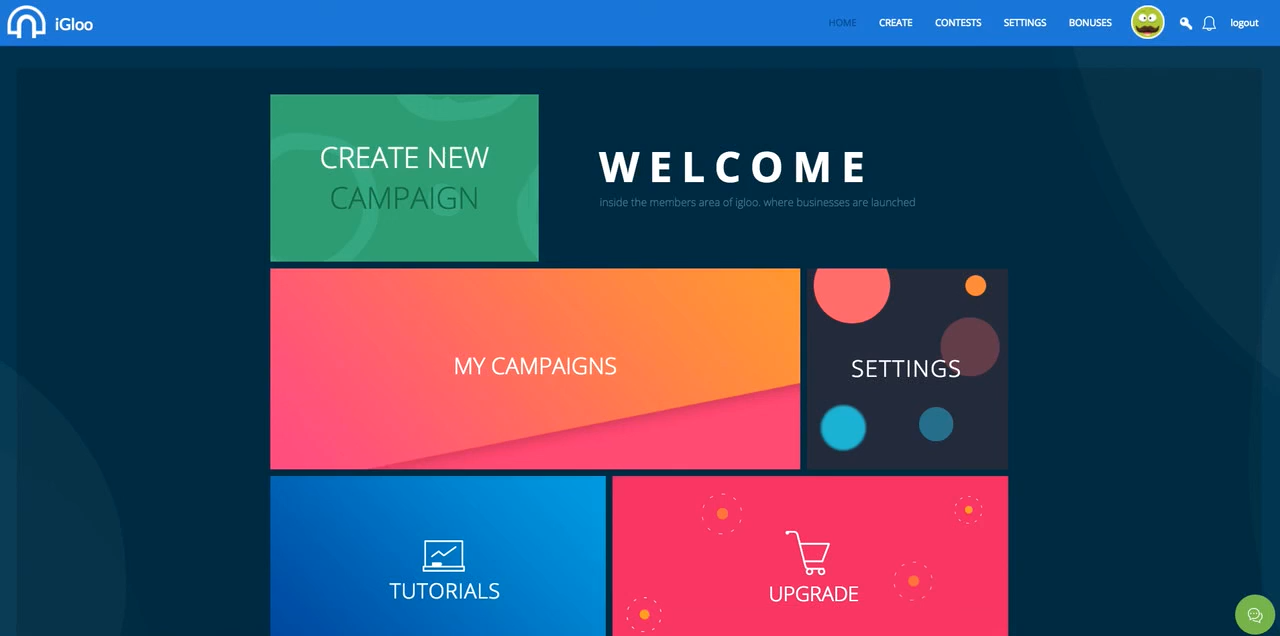 iGloo
HOME CREATE CONTESTS SETTINGS BONUSES logout
CREATE NEW
CAMPAIGN
WELCOME
inside the members area of igloo. where businesses are launched
MY CAMPAIGNS
SETTINGS
TUTORIALS
UPGRADE